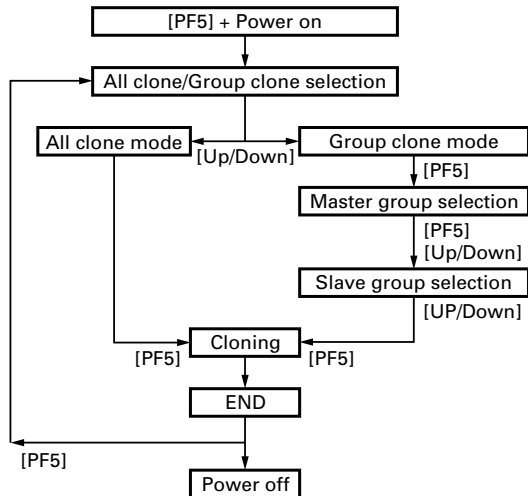 [PF5] + Power on
All clone/Group clone selection
All clone mode
[Up/Down]
Group clone mode
[PF5]
Master group selection
[PF5]
[Up/Down]
Slave group selection
[UP/Down]
Cloning
[PF5]
[PF5]
END
[PF5]
Power off